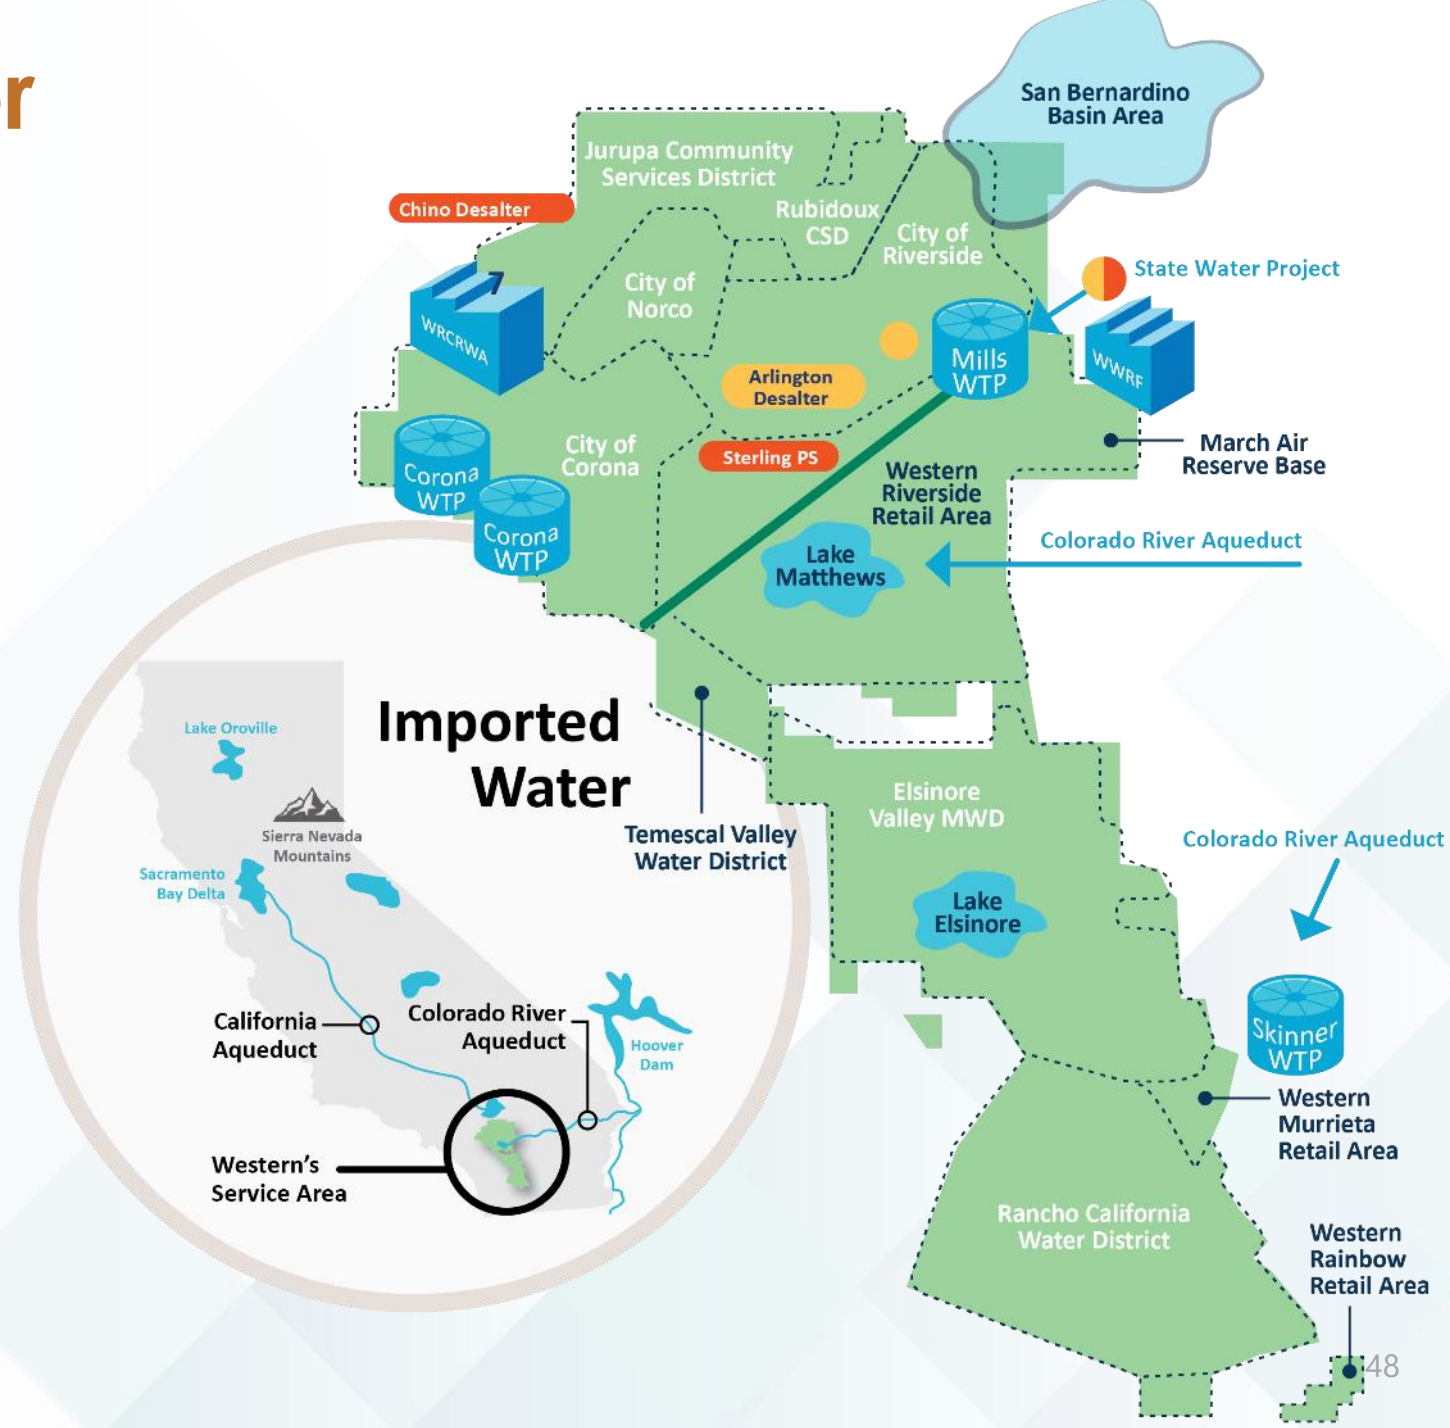 er
San Bernardino
Basin Area
Jurupa Community
Services District
Chino Desalter
Rubidoux
CSD
City of
Riverside
State Water Project
City of
Norco
7
WRCRWA
Mills
WTP
WWRF
Arlington
Desalter
City of
Corona
Sterling PS
March Air
Reserve Base
Western
Riverside
Retail Area
Corona
WTP
Corona
WTP
Colorado River Aqueduct
Lake
Matthews
Imported
Water
Lake Oroville
Sierra Nevada
Mountains
Temescal Valley
Water District
Elsinore
Valley MWD
Colorado River Aqueduct
Sacramento
Bay Delta
Lake
Elsinore
California
Aqueduct
Colorado River
Aqueduct
Hoover
Dam
Skinner
WTP
Western
Murrieta
Retail Area
Western's
Service Area
Rancho California
Water District
Western
Rainbow
Retail Area
48